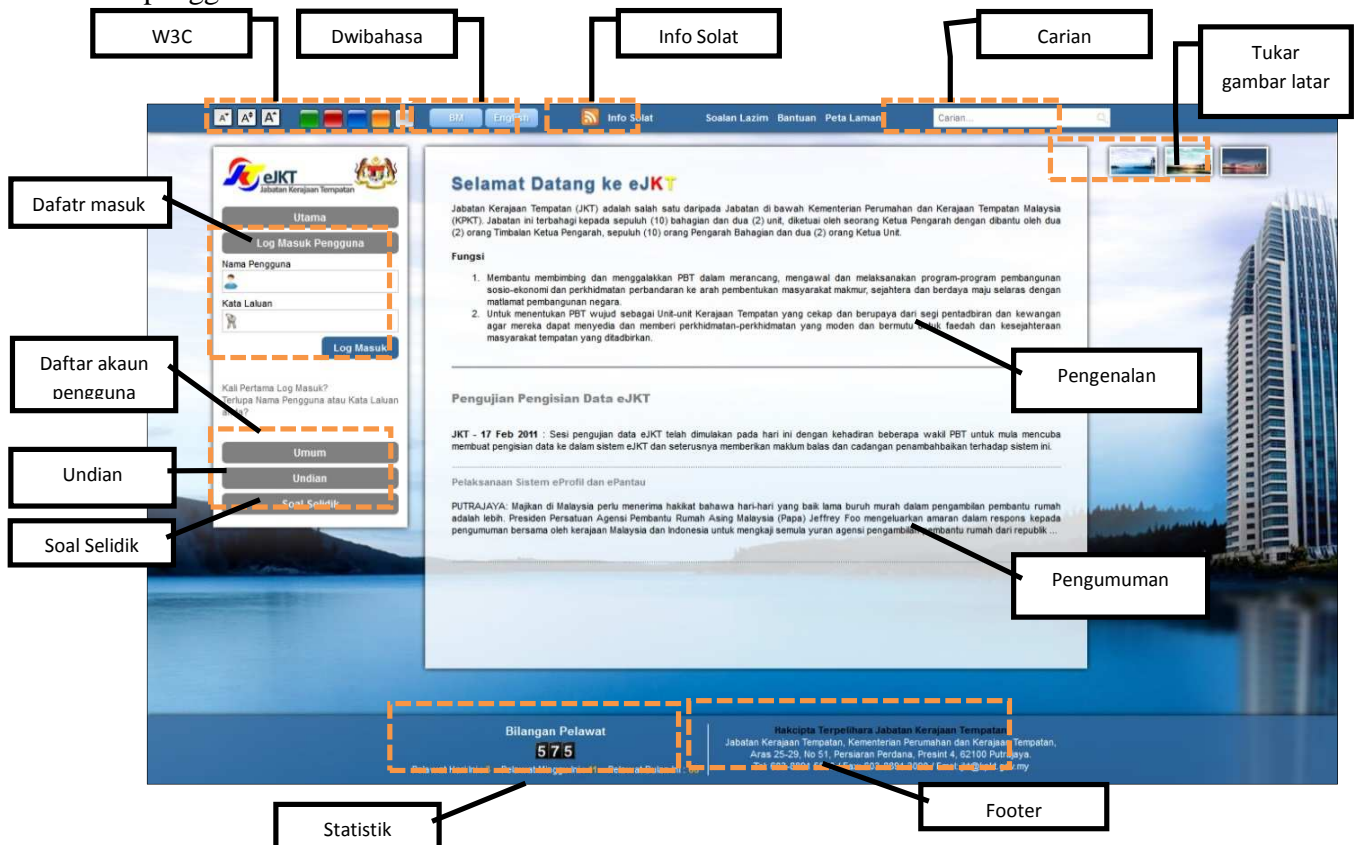 W3C
Dwibahasa
Info Solat
Carian
Tukar
gambar latar
A A A
BM English Info Solat Soalan Lazim Bantuan Peta Laman Carian...
eJKT
Jabatan Kerajaan Tempatan
Dafatr masuk
Utama
Log Masuk Pengguna
Nama Pengguna
Kata Laluan
Log Masuk
Daftar akaun
pengguna
Kali Pertama Log Masuk?
Terlupa Nama Pengguna atau Kata Laluan
anda?
Umum
Undian
Undian
Soal Selidik
Soal Selidik
Selamat Datang ke eJKT
Jabatan Kerajaan Tempatan (JKT) adalah salah satu daripada Jabatan di bawah Kementerian Perumahan dan Kerajaan Tempatan Malaysia
(KPKT). Jabatan ini terbahagi kepada sepuluh (10) bahagian dan dua (2) unit, diketuai oleh seorang Ketua Pengarah dengan dibantu oleh dua
(2) orang Timbalan Ketua Pengarah, sepuluh (10) orang Pengarah Bahagian dan dua (2) orang Ketua Unit.
Fungsi
1. Membantu membimbing dan menggalakkan PBT dalam merancang, mengawal dan melaksanakan program-program pembangunan
sosio-ekonomi dan perkhidmatan perbandaran ke arah pembentukan masyarakat makmur, sejahtera dan berdaya maju selaras dengan
matlamat pembangunan negara.
2. Untuk menentukan PBT wujud sebagai Unit-unit Kerajaan Tempatan yang cekap dan berupaya dari segi pentadbiran dan kewangan
agar mereka dapat menyedia dan memberi perkhidmatan-perkhidmatan yang moden dan bermutu untuk faedah dan kesejahteraan
masyarakat tempatan yang ditadbirkan.
Pengenalan
Pengujian Pengisian Data eJKT
JKT - 17 Feb 2011 : Sesi pengujian data eJKT telah dimulakan pada hari ini dengan kehadiran beberapa wakil PBT untuk mula mencuba
membuat pengisian data ke dalam sistem eJKT dan seterusnya memberikan maklum balas dan cadangan penambahbaikan terhadap sistem ini.
Pelaksanaan Sistem eProfil dan ePantau
PUTRAJAYA: Majikan di Malaysia perlu menerima hakikat bahawa hari-hari yang baik lama buruh murah dalam pengambilan pembantu rumah
adalah lebih. Presiden Persatuan Agensi Pembantu Rumah Asing Malaysia (Papa) Jeffrey Foo mengeluarkan amaran dalam respons kepada
pengumuman bersama oleh kerajaan Malaysia dan Indonesia untuk mengkaji semula yuran agensi pengambilan pembantu rumah dari republik ...
Pengumuman
Bilangan Pelawat
575
Hakcipta Terpelihara Jabatan Kerajaan Tempatan
Jabatan Kerajaan Tempatan, Kementerian Perumahan dan Kerajaan Tempatan,
Aras 25-29, No 51, Persiaran Perdana, Presint 4, 62100 Putrajaya.
Statistik
Footer